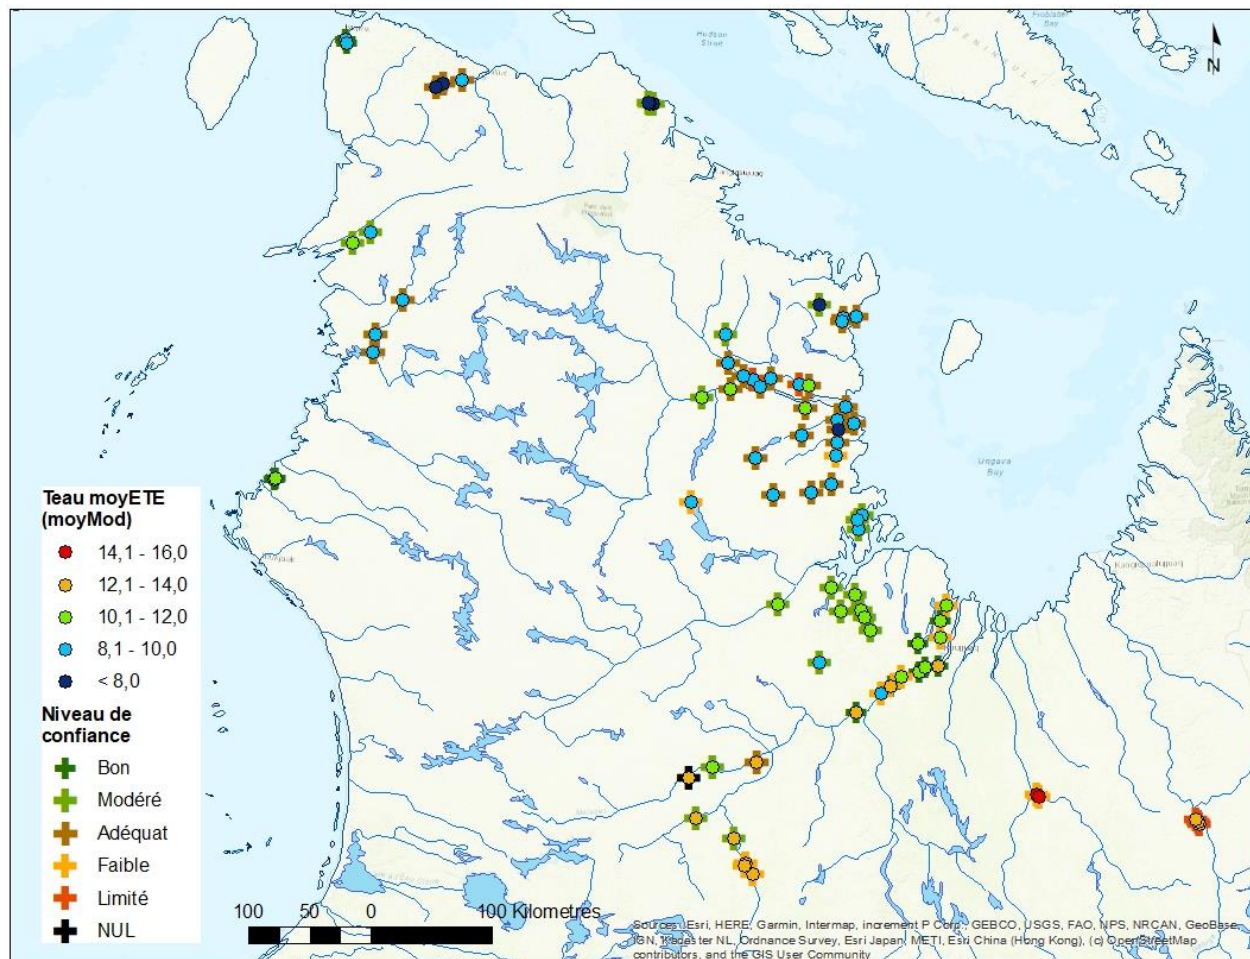 Hudson
Strait
Frobisher
Bay
PENINSULA
N
Ungava
Bay
Teau moyETE
(moyMod)
14,1 - 16,0
12,1 - 14,0
10,1 - 12,0
8,1 - 10,0
< 8,0
Niveau de
confiance
Bon
Modéré
Adéquat
Faible
Limité
NUL
100 50 0 100 Kilometres
Sources: Esri, HERE, Garmin, Intermap, increment P Corp., GEBCO, USGS, FAO, NPS, NRCAN, GeoBase,
IGN, Kadaster NL, Ordnance Survey, Esri Japan, METI, Esri China (Hong Kong), (c) OpenStreetMap
contributors, and the GIS User Community